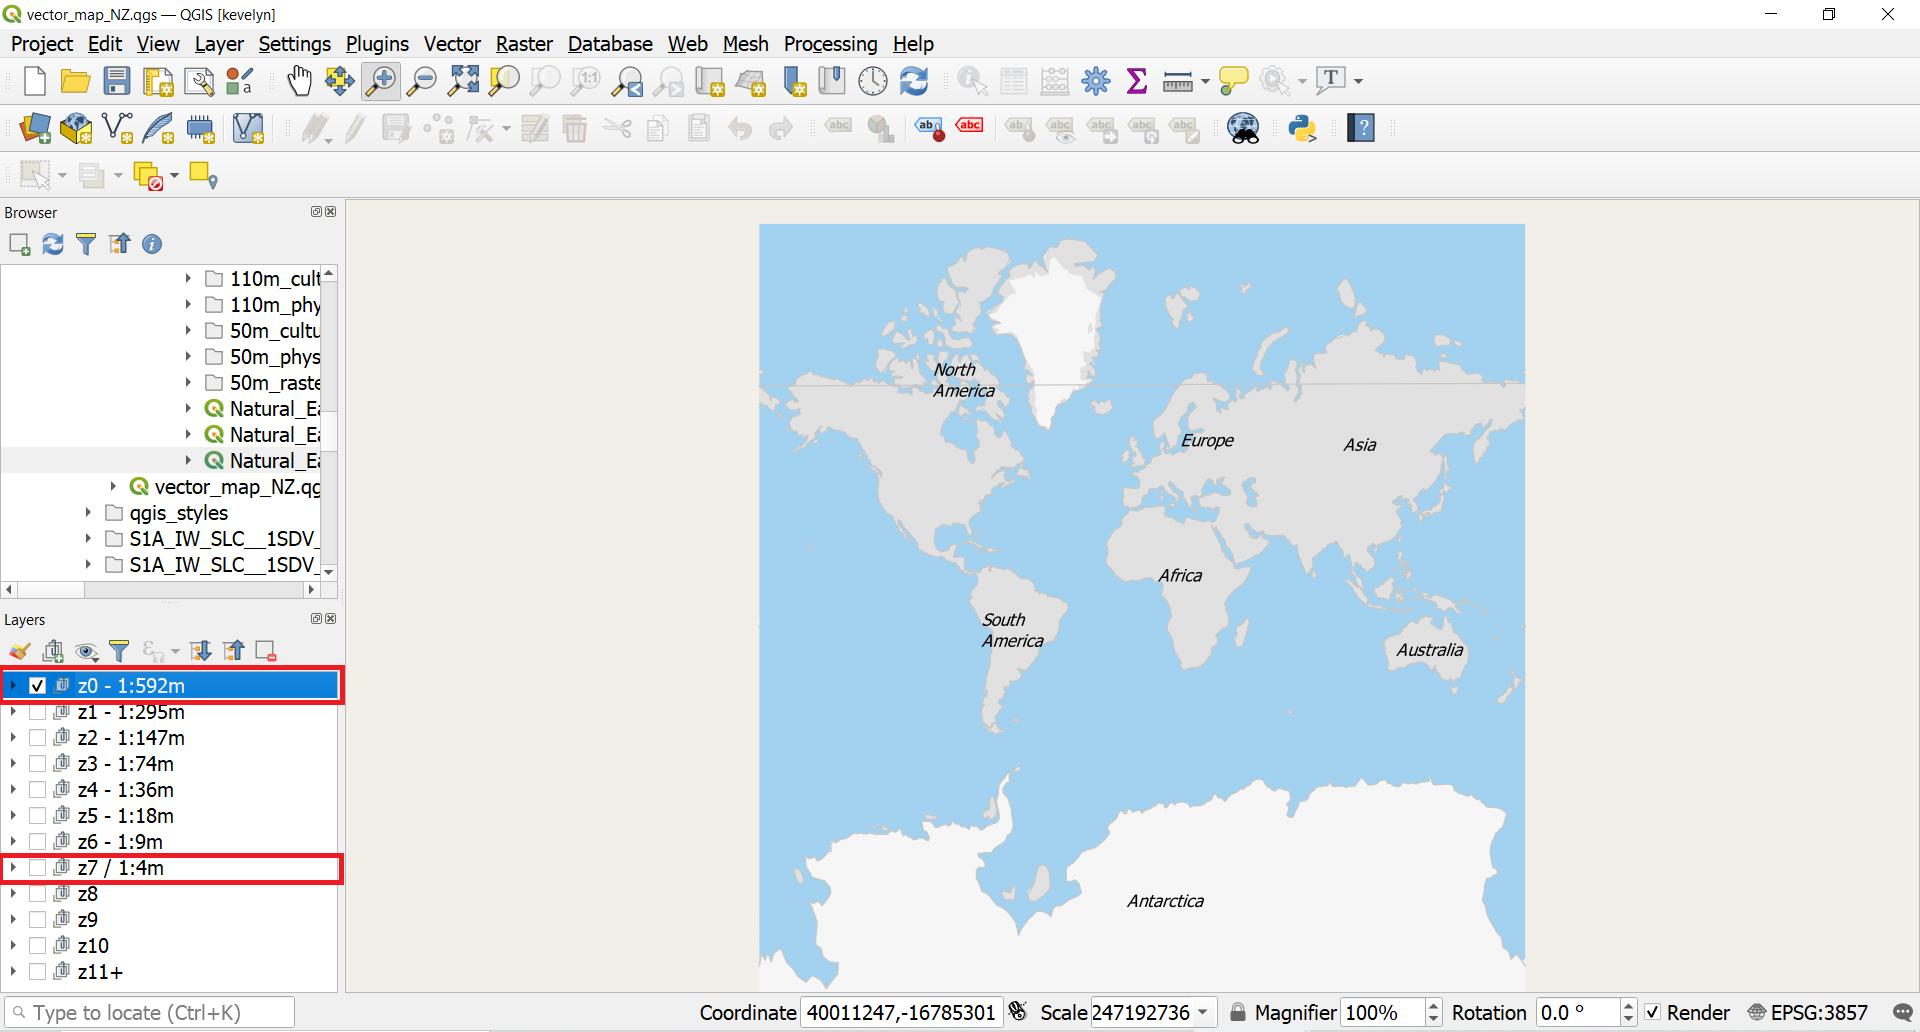 vector_map_NZ.qgs — QGIS [kevelyn]
Project Edit View Layer Settings Plugins Vector Raster Database Web Mesh Processing Help
Browser
110m_cult
110m_phy
50m_cultu
50m_phys
50m_raste
Natural_Ea
Natural_Ea
Natural_Ea
vector_map_NZ.qg
qgis_styles
S1A_IW_SLC__1SDV_
S1A_IW_SLC__1SDV_
Layers
z0 - 1:592m
z1 - 1:295m
z2 - 1:147m
z3 - 1:74m
z4 - 1:36m
z5 - 1:18m
z6 - 1:9m
z7 / 1:4m
z8
z9
z10
z11+
North
America
Europe
Asia
Africa
South
America
Australia
Antarctica
Type to locate (Ctrl+K)
Coordinate 40011247,-16785301 Scale 247192736 Magnifier 100% Rotation 0.0 ° Render EPSG:3857